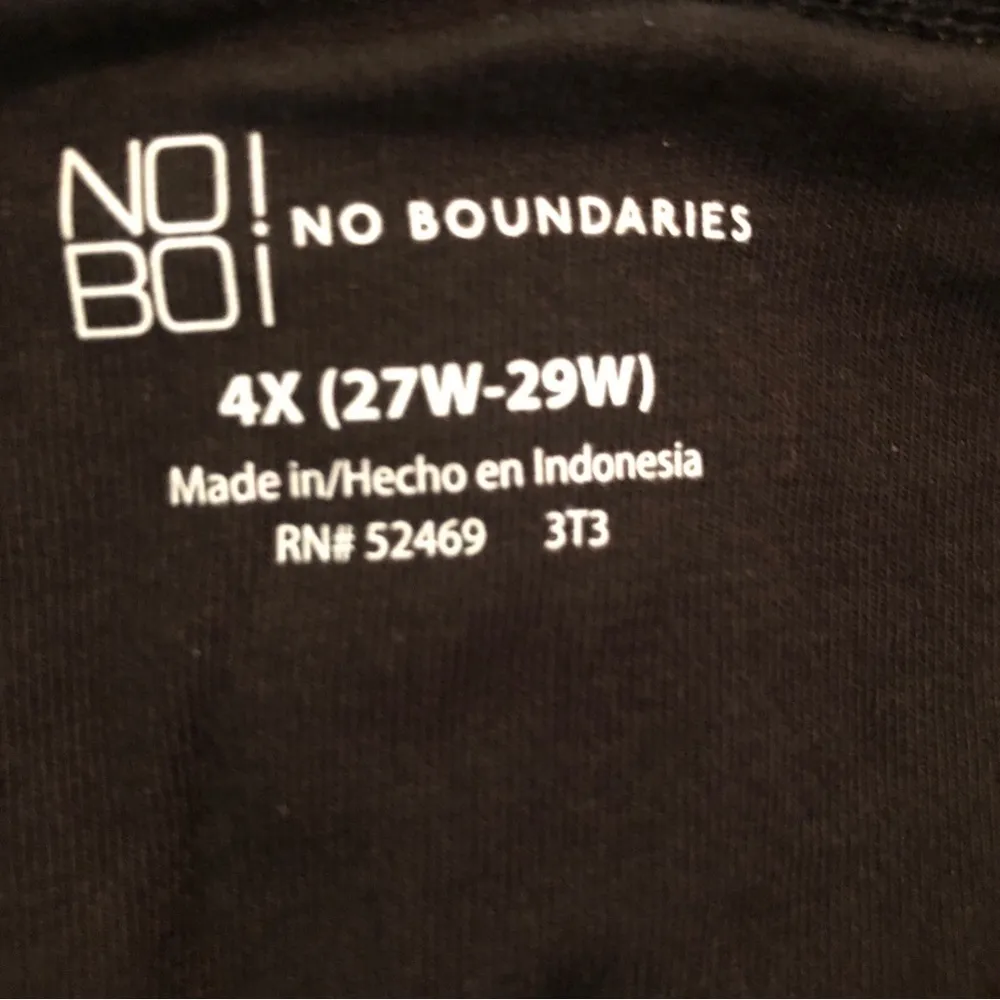 NO!
BO¡
NO BOUNDARIES
4X (27W-29W)
Made in/Hecho en Indonesia
RN# 52469 3T3